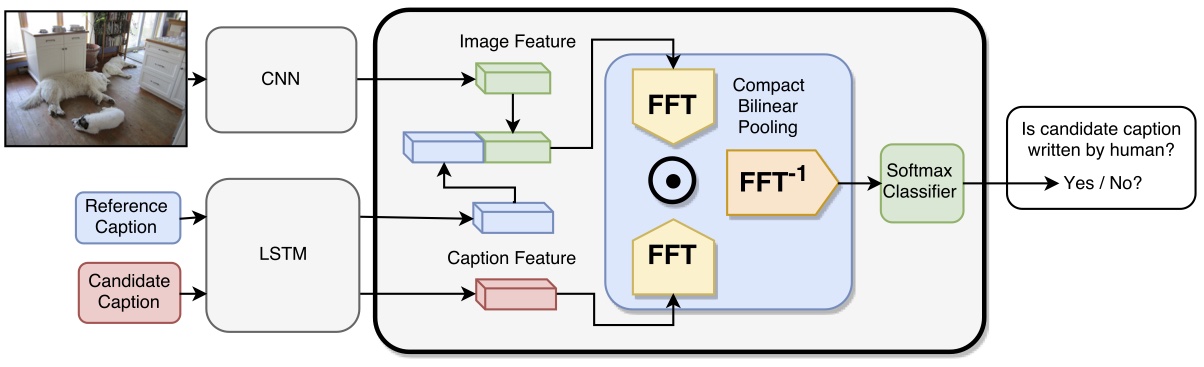 CNN
Reference
Caption
Candidate
Caption
LSTM
Image Feature
Caption Feature
FFT
Compact
Bilinear
Pooling
FFT-1
FFT
Softmax
Classifier
Is candidate caption
written by human?
Yes / No?